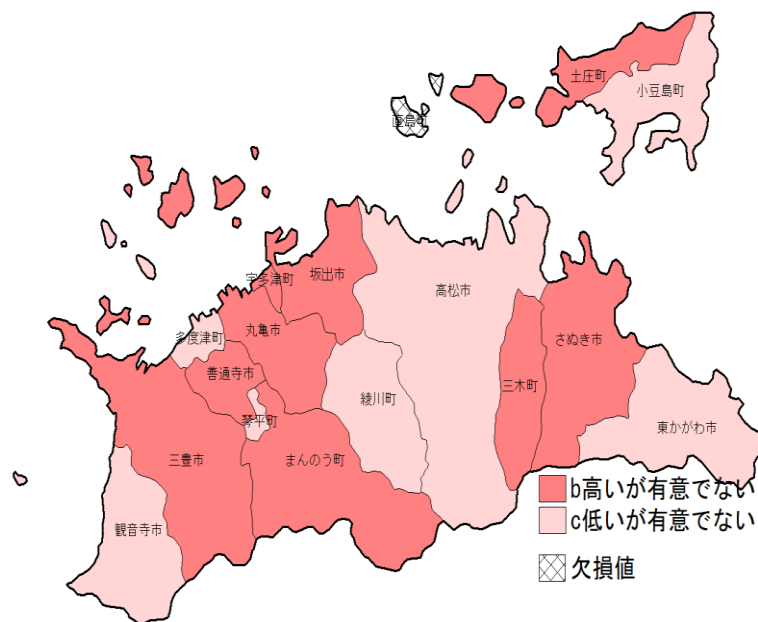 土庄町
小豆島町
直島町
宇多津町
坂出市
高松市
多度津町
丸亀市
さぬき市
善通寺市
三木町
綾川町
琴平町
東かがわ市
三豊市
まんのう町
観音寺市
b高いが有意でない
c低いが有意でない
欠損値